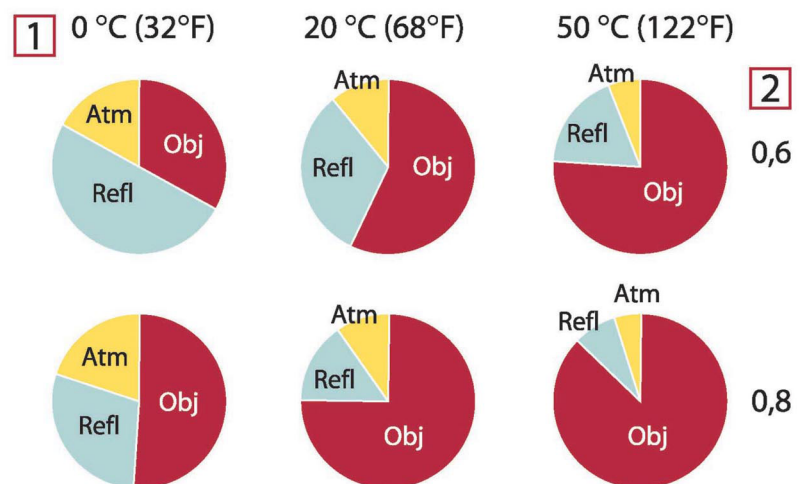 1 0 °C (32°F) 20 °C (68°F) 50 °C (122°F)
2
Atm Obj Refl
Atm Refl Obj
Atm Refl Obj
0,6
Atm Obj Refl
Atm Refl Obj
Atm Refl Obj
0,8